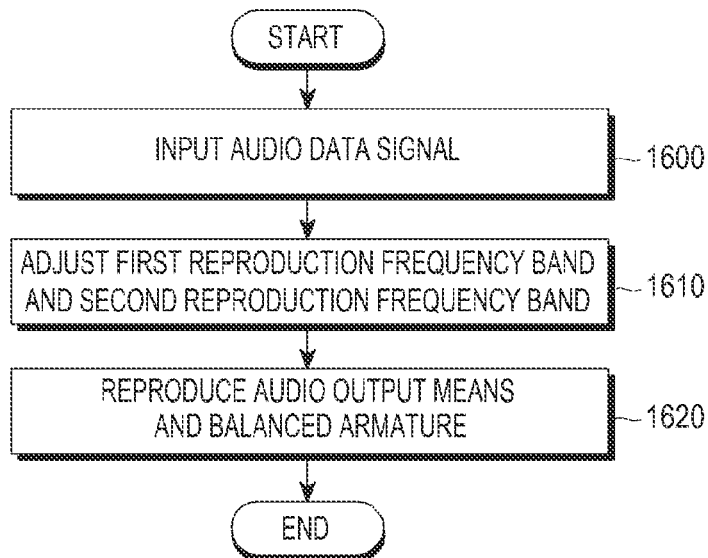 START
INPUT AUDIO DATA SIGNAL
1600
ADJUST FIRST REPRODUCTION FREQUENCY BAND
AND SECOND REPRODUCTION FREQUENCY BAND
1610
REPRODUCE AUDIO OUTPUT MEANS
AND BALANCED ARMATURE
1620
END